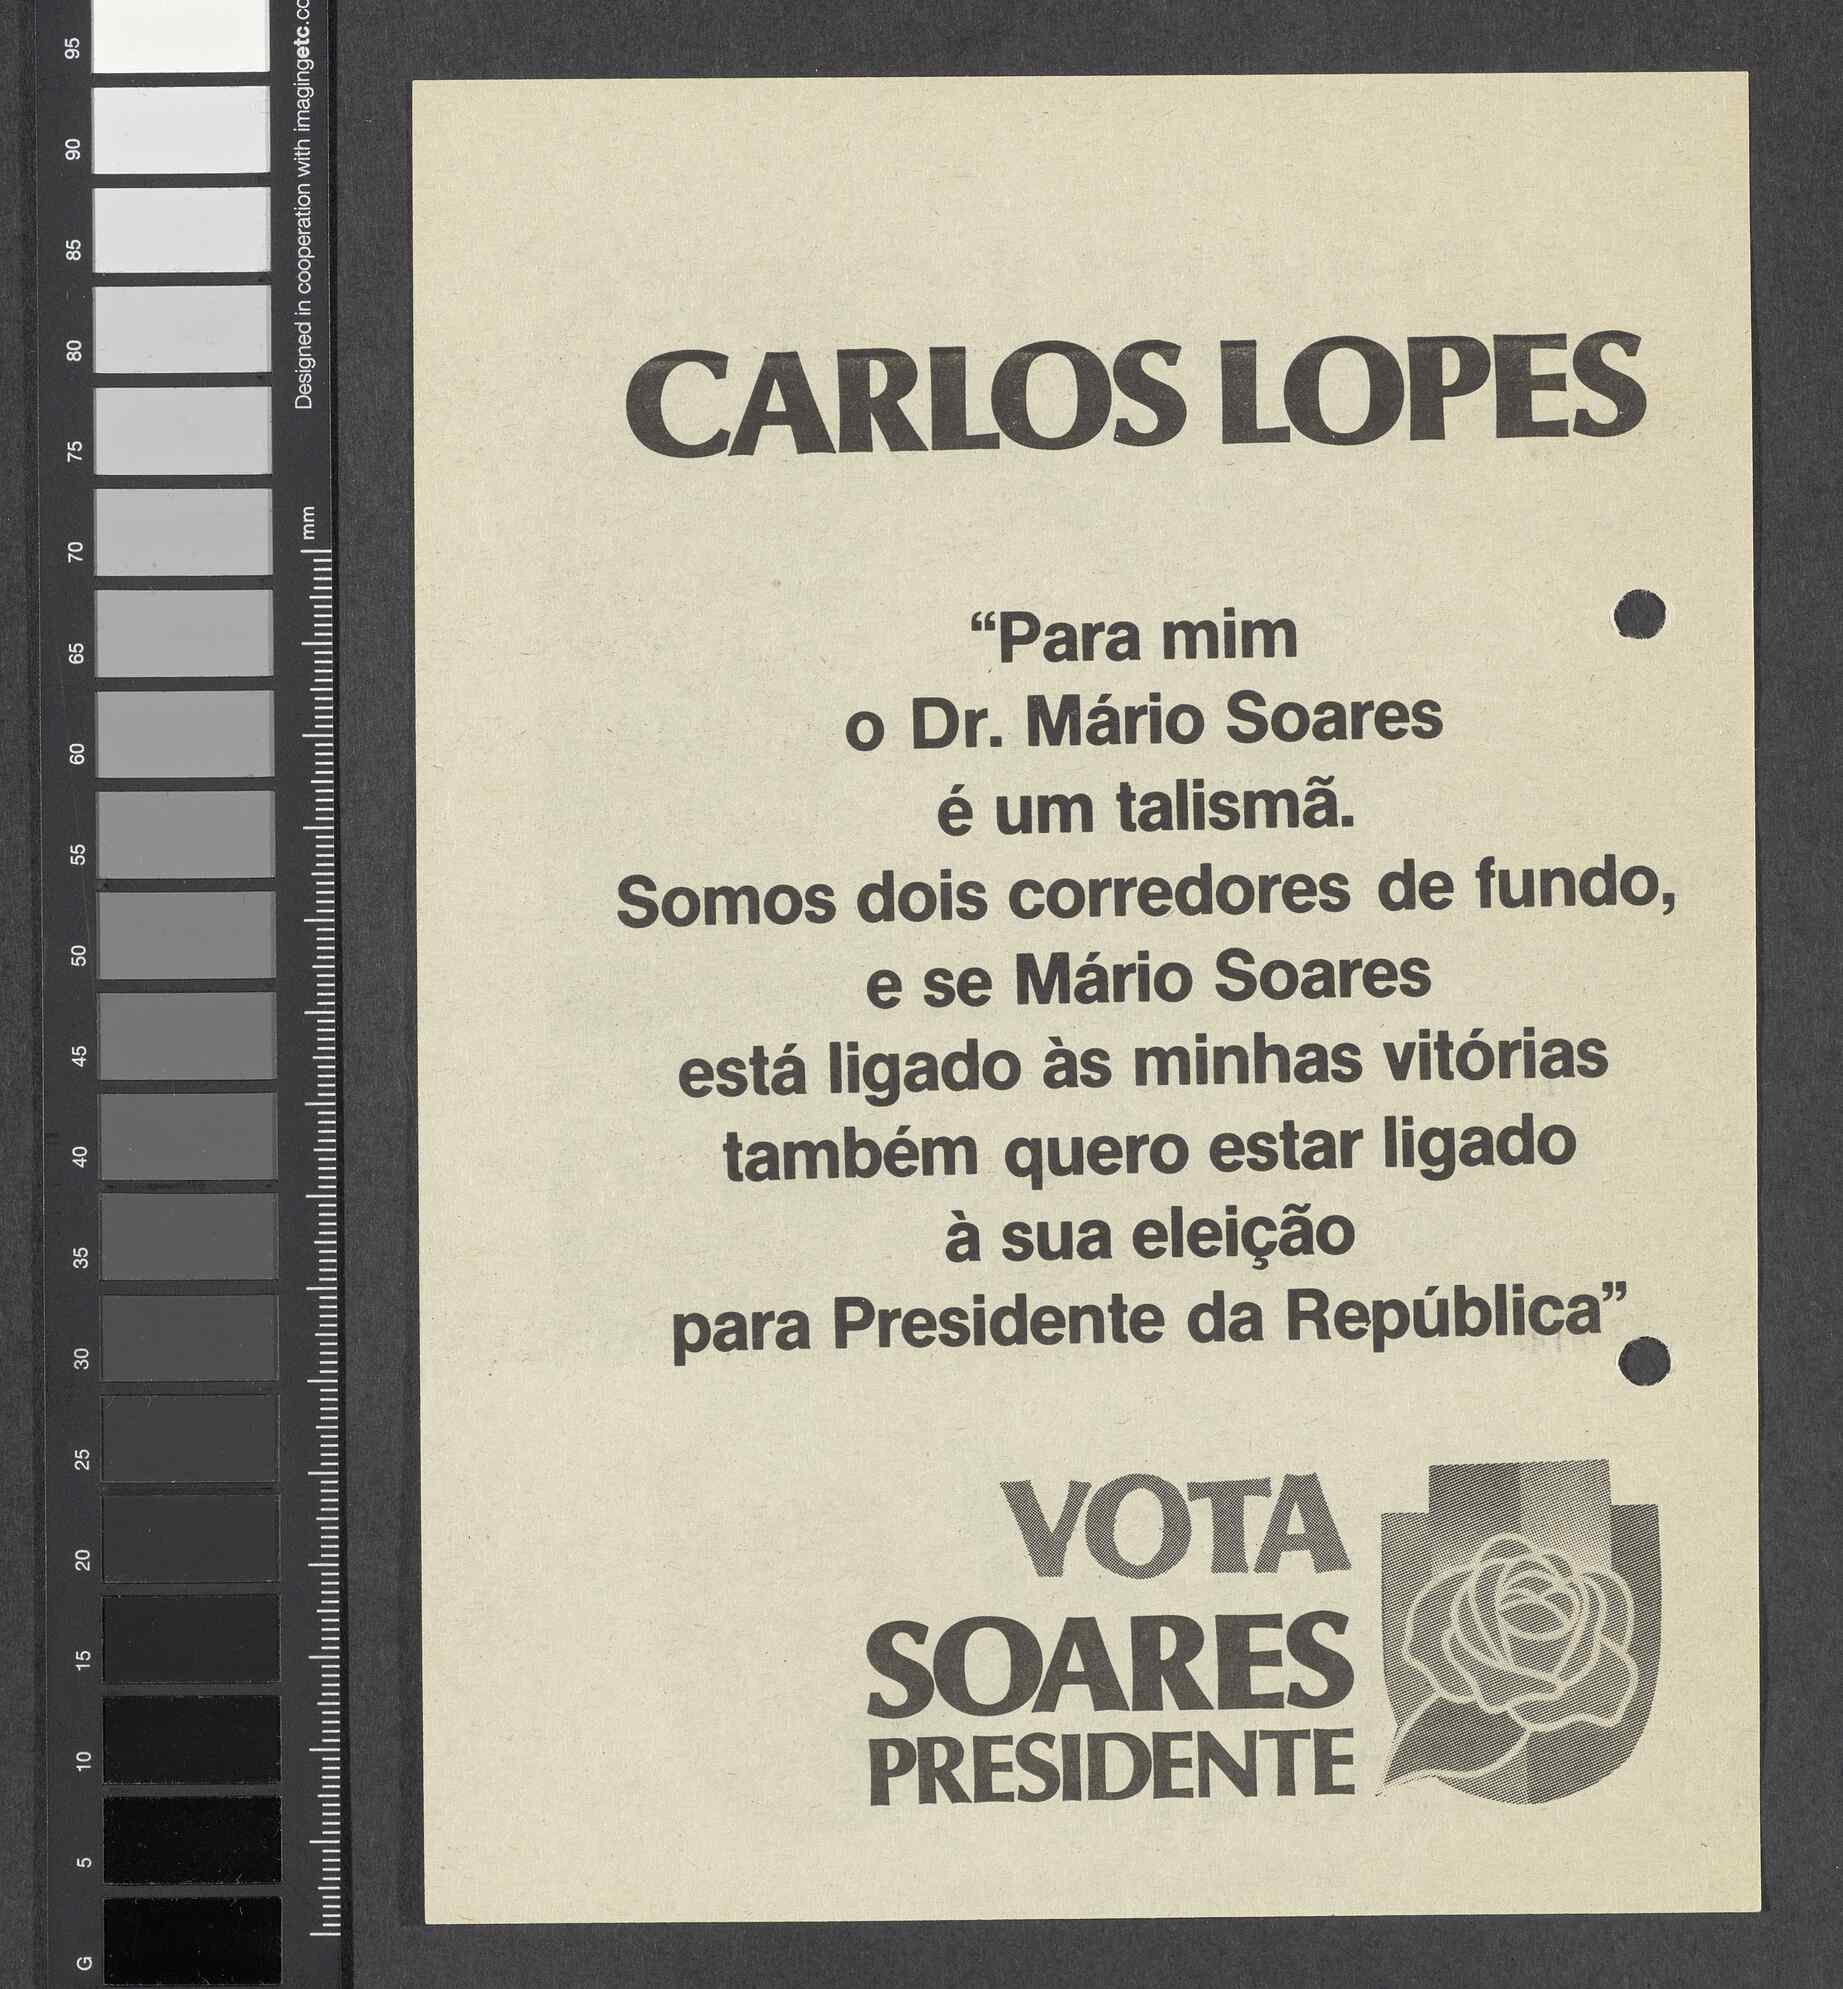 CARLOS LOPES
“Para mim
o Dr. Mário Soares
é um talismã.
Somos dois corredores de fundo,
e se Mário Soares
está ligado às minhas vitórias
também quero estar ligado
à sua eleição
para Presidente da República”
VOTA
SOARES
PRESIDENTE
95
90
85
80
75
70
65
60
55
50
45
40
35
30
25
20
15
10
5
G
mm
Designed in cooperation with imagingetc.co